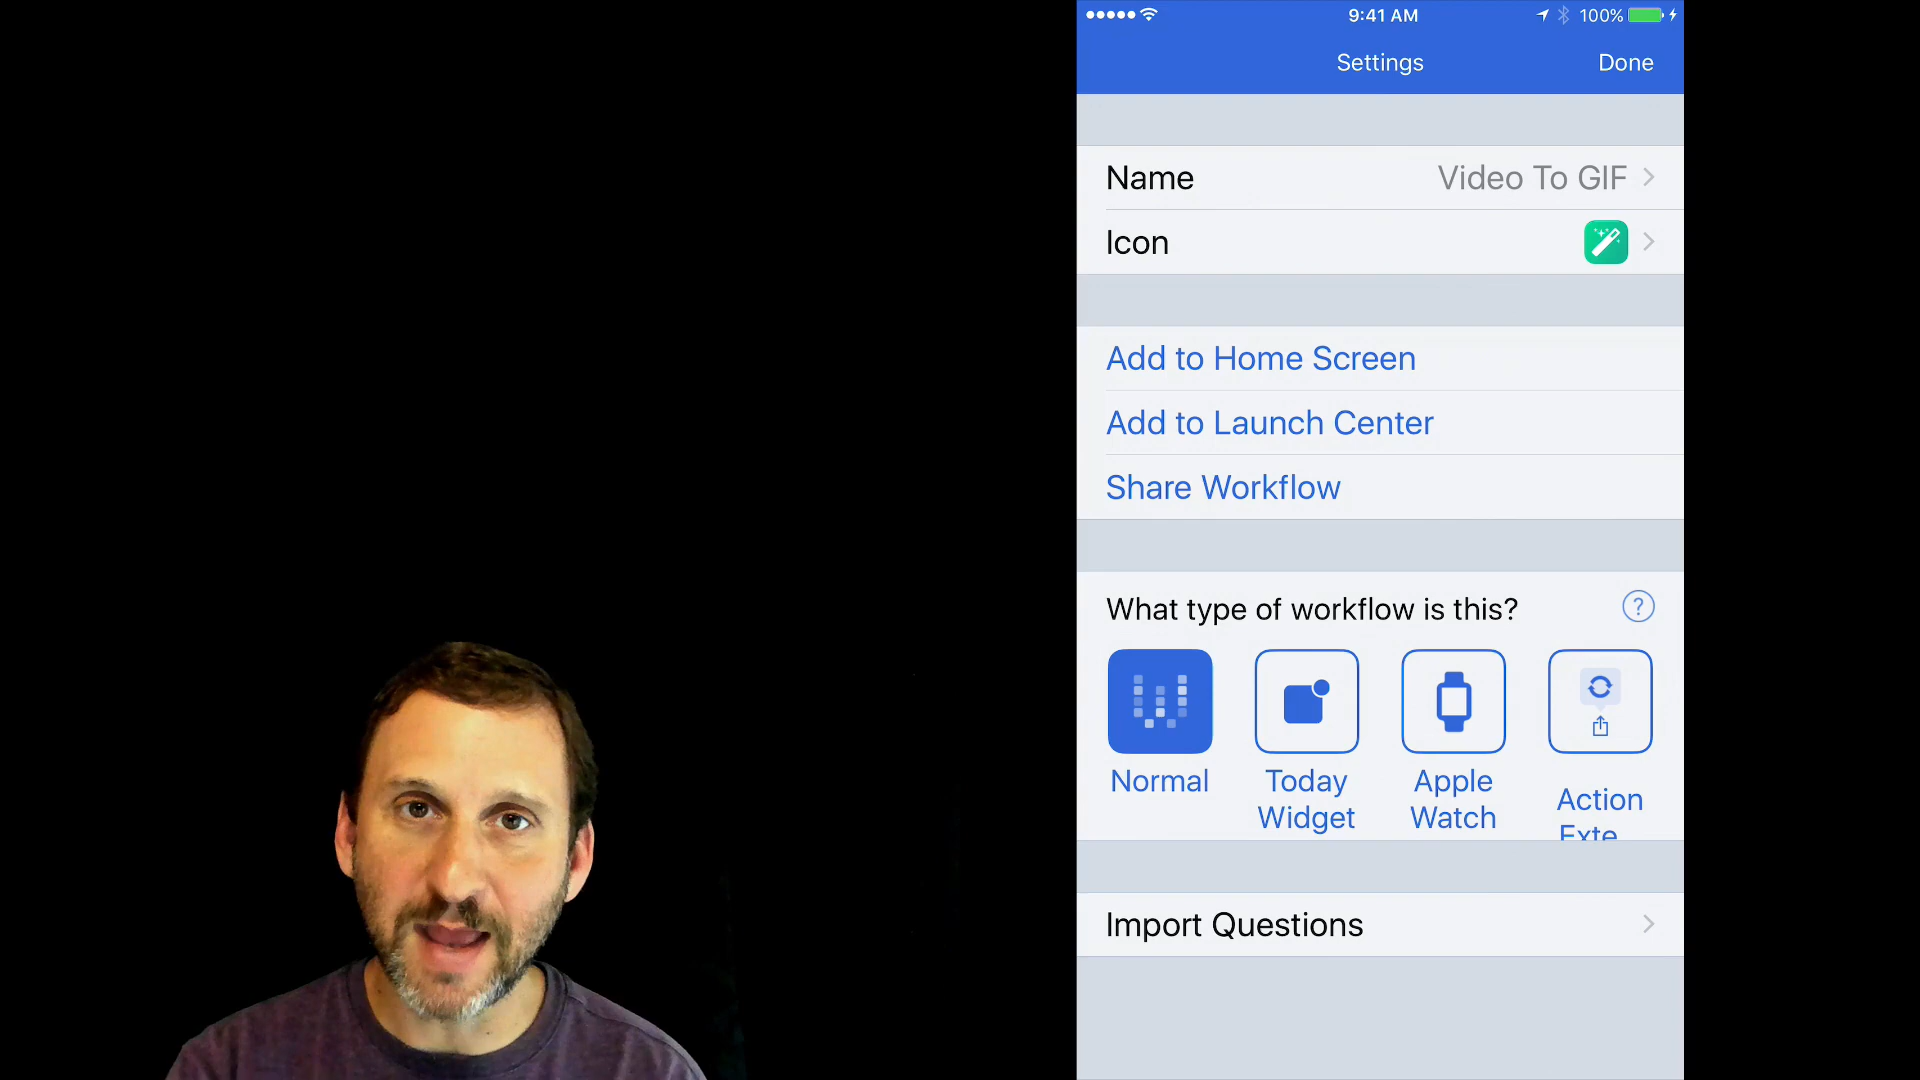 9:41 AM
100%
Settings
Done
Name
Video To GIF
Icon
Add to Home Screen
Add to Launch Center
Share Workflow
What type of workflow is this?
?
Normal
Today
Widget
Apple
Watch
Action
Exte
Import Questions